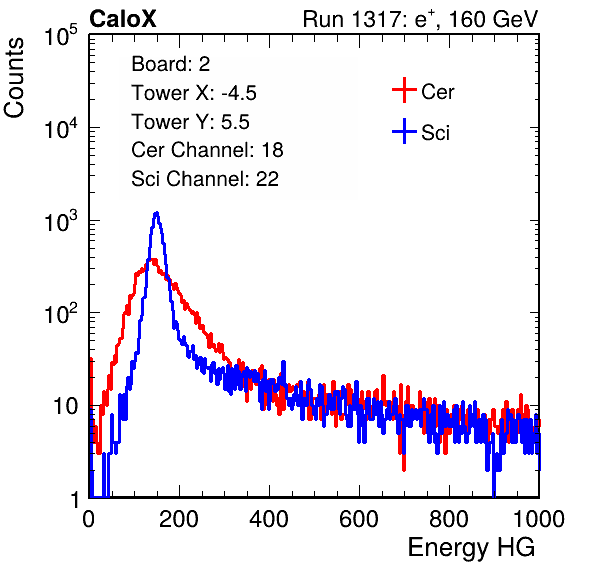 CaloX Run 1317: e⁺, 160 GeV
Counts
10⁵
10⁴
10³
10²
10
1
Board: 2
Tower X: -4.5
Tower Y: 5.5
Cer Channel: 18
Sci Channel: 22
Cer
Sci
0 200 400 600 800 1000
Energy HG